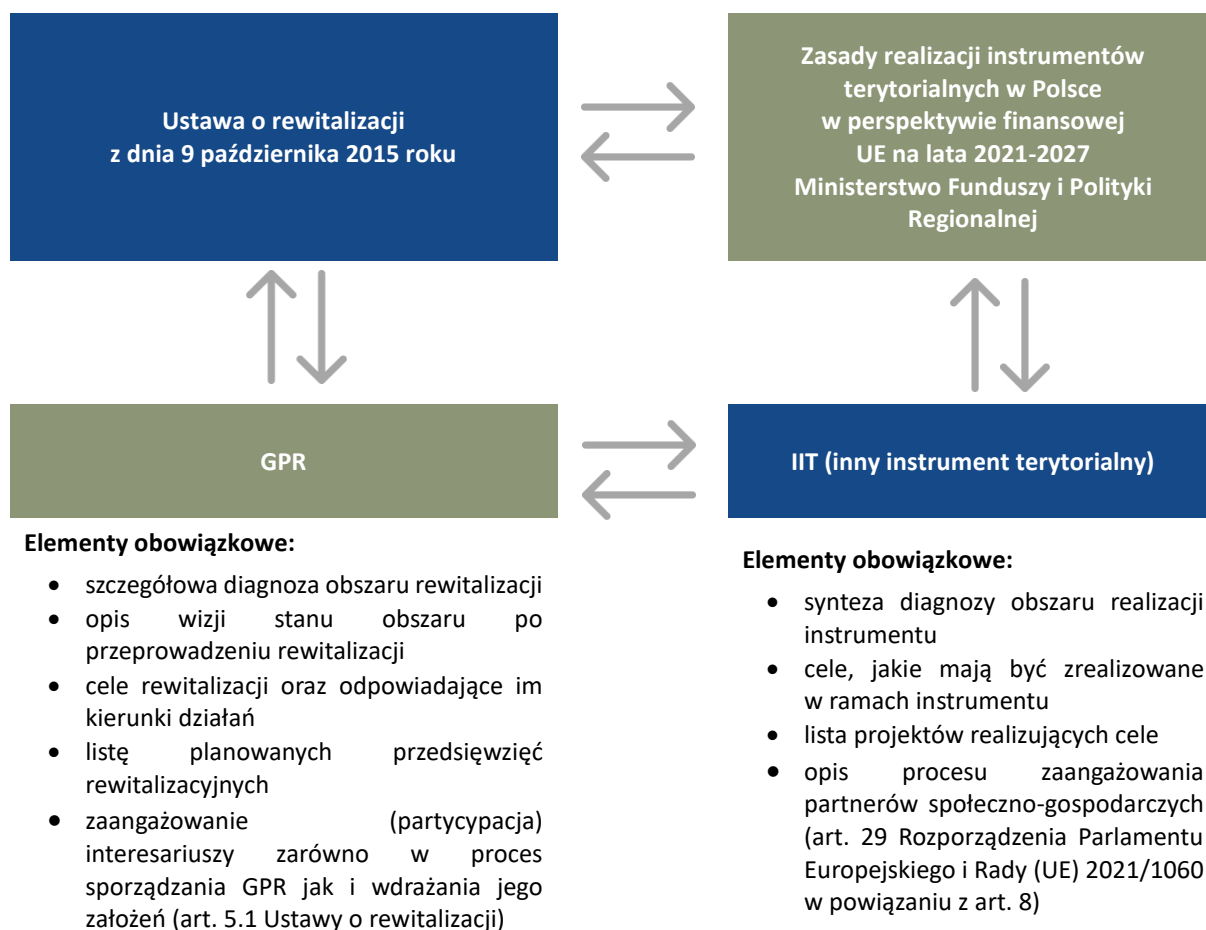 Ustawa o rewitalizacji
z dnia 9 października 2015 roku
Zasady realizacji instrumentów
terytorialnych w Polsce
w perspektywie finansowej
UE na lata 2021-2027
Ministerstwo Funduszy i Polityki
Regionalnej
GPR
IIT (inny instrument terytorialny)
Elementy obowiązkowe:
• szczegółowa diagnoza obszaru rewitalizacji
• opis wizji stanu obszaru po
przeprowadzeniu rewitalizacji
• cele rewitalizacji oraz odpowiadające im
kierunki działań
• listę planowanych przedsięwzięć
rewitalizacyjnych
• zaangażowanie (partycypacja)
interesariuszy zarówno w proces
sporządzania GPR jak i wdrażania jego
założeń (art. 5.1 Ustawy o rewitalizacji)
Elementy obowiązkowe:
• synteza diagnozy obszaru realizacji
instrumentu
• cele, jakie mają być zrealizowane
w ramach instrumentu
• lista projektów realizujących cele
• opis procesu zaangażowania
partnerów społeczno-gospodarczych
(art. 29 Rozporządzenia Parlamentu
Europejskiego i Rady (UE) 2021/1060
w powiązaniu z art. 8)